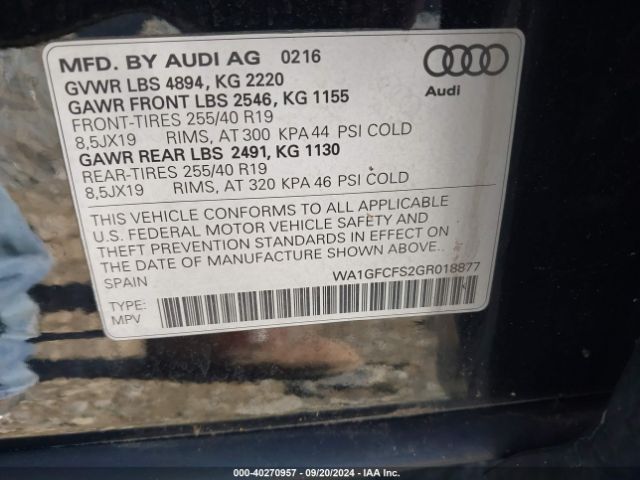 MFD. BY AUDI AG 0216
GVWR LBS 4894, KG 2220
GAWR FRONT LBS 2546, KG 1155
FRONT-TIRES 255/40 R19
8,5JX19 RIMS, AT 300 KPA 44 PSI COLD
GAWR REAR LBS 2491, KG 1130
REAR-TIRES 255/40 R19
8,5JX19 RIMS, AT 320 KPA 46 PSI COLD
Audi
THIS VEHICLE CONFORMS TO ALL APPLICABLE
U.S. FEDERAL MOTOR VEHICLE SAFETY AND
THEFT PREVENTION STANDARDS IN EFFECT ON
THE DATE OF MANUFACTURE SHOWN ABOVE..
SPAIN WA1GFCFS2GR018877
TYPE:
MPV
000-40270957 - 09/20/2024 - IAA Inc.